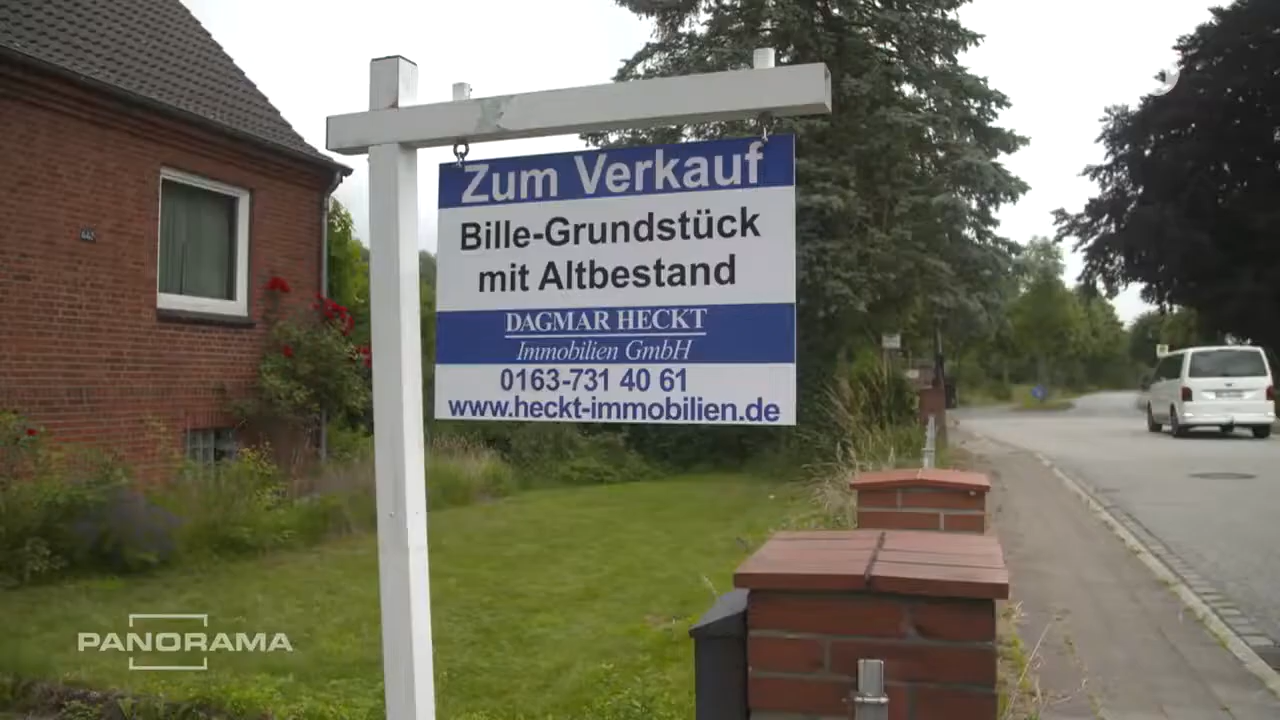 Zum Verkauf
Bille-Grundstück
mit Altbestand
DAGMAR HECKT
Immobilien GmbH
0163-731 40 61
www.heckt-immobilien.de
PANORAMA